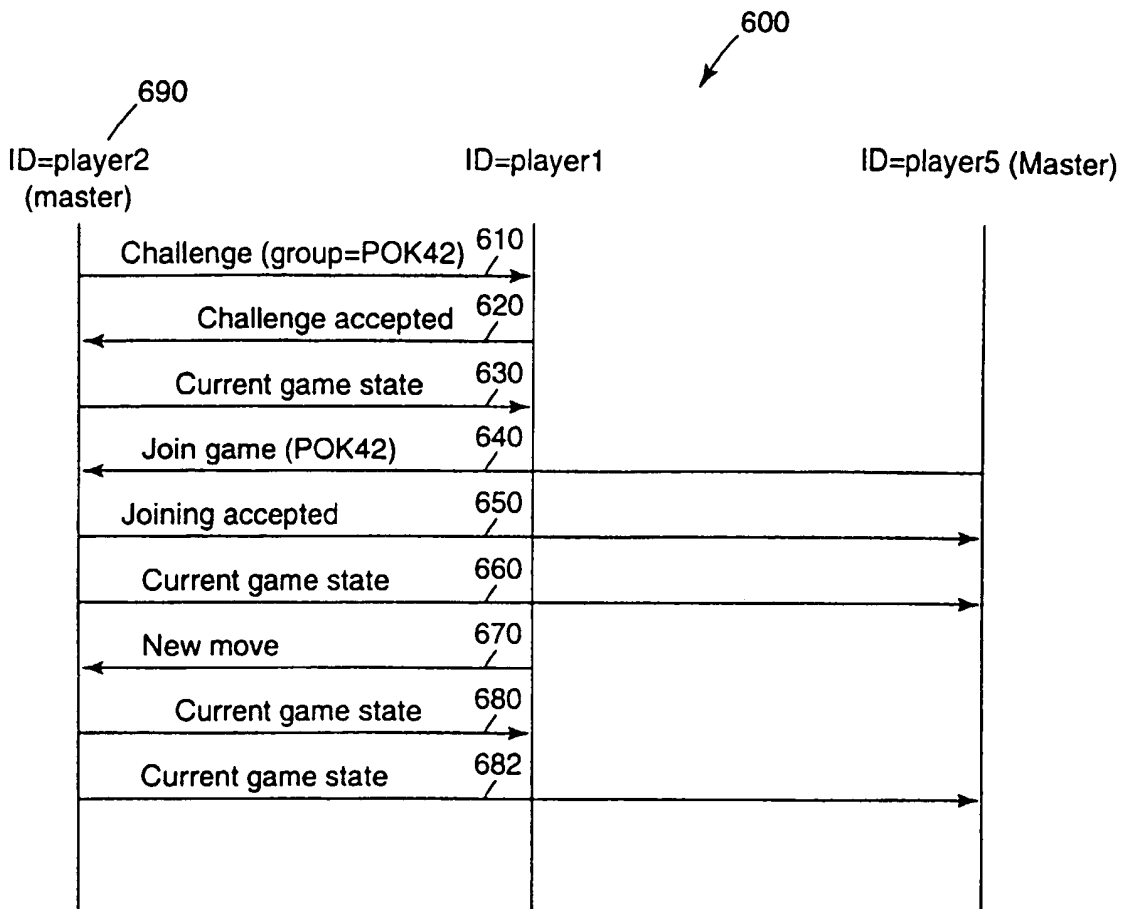 600
690
ID=player2
(master)
ID=player1
ID=player5 (Master)
Challenge (group=POK42)
610
Challenge accepted
620
Current game state
630
Join game (POK42)
640
Joining accepted
650
Current game state
660
New move
670
Current game state
680
Current game state
682